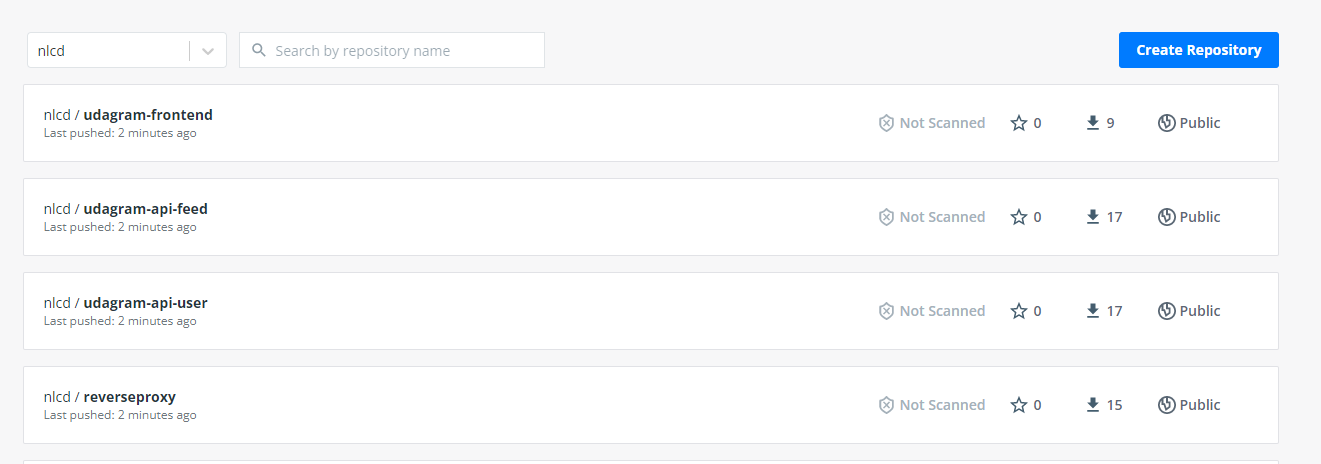 nlcd
Search by repository name
Create Repository
nlcd / udagram-frontend
Last pushed: 2 minutes ago
Not Scanned
0
9
Public
nlcd / udagram-api-feed
Last pushed: 2 minutes ago
Not Scanned
0
17
Public
nlcd / udagram-api-user
Last pushed: 2 minutes ago
Not Scanned
0
17
Public
nlcd / reverseproxy
Last pushed: 2 minutes ago
Not Scanned
0
15
Public